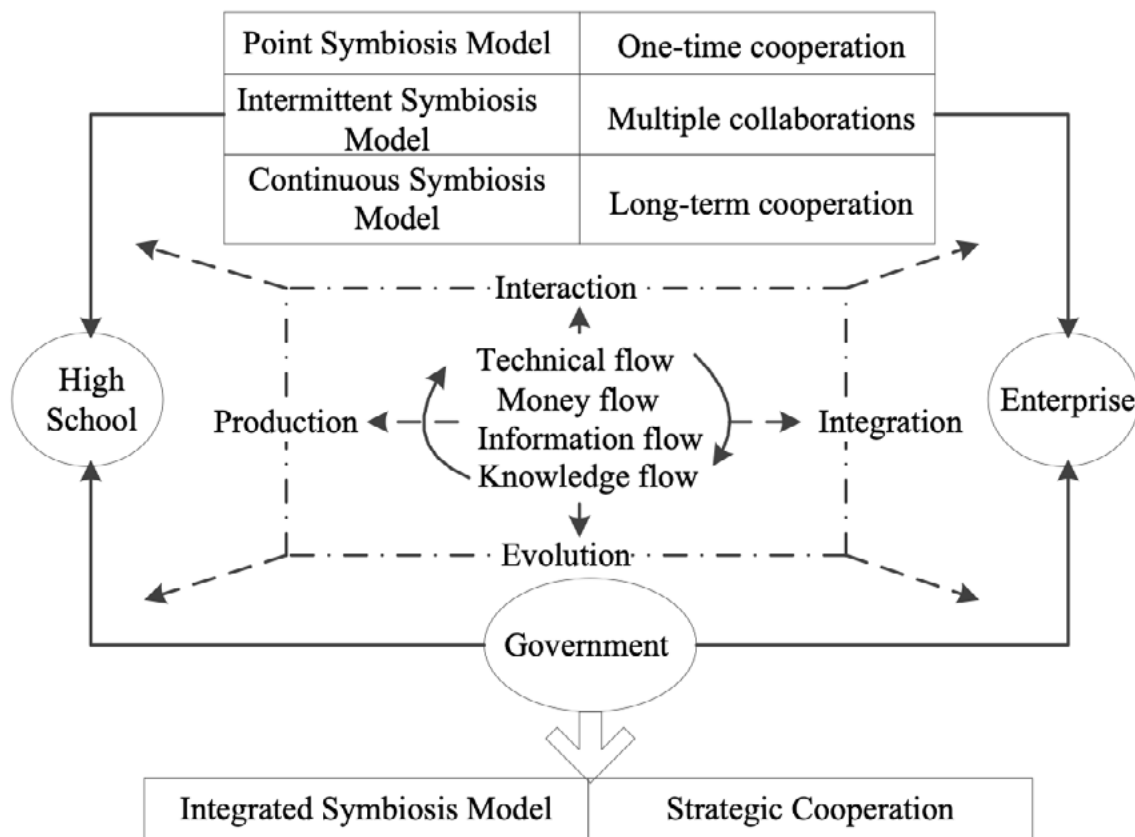 Point Symbiosis Model
One-time cooperation
Intermittent Symbiosis
Model
Multiple collaborations
Continuous Symbiosis
Model
Long-term cooperation
Interaction
High
School
Technical flow
Money flow
Information flow
Knowledge flow
Production
Integration
Enterprise
Evolution
Government
Integrated Symbiosis Model
Strategic Cooperation